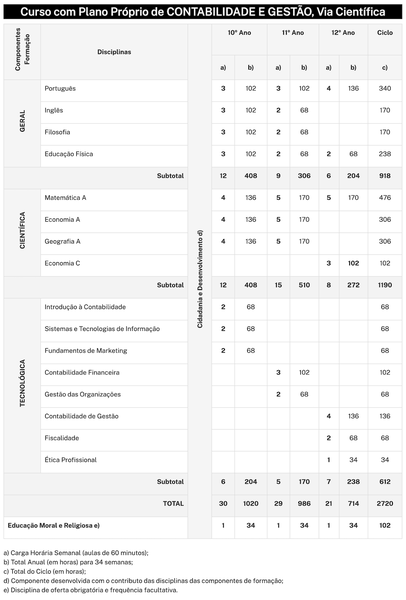 Curso com Plano Próprio de CONTABILIDADE E GESTÃO, Via Científica
Componentes Formação Disciplinas 10º Ano 11º Ano 12º Ano Ciclo
a) b) a) b) a) b) c)
GERAL
Português 3 102 3 102 4 136 340
Inglês 3 102 2 68 170
Filosofia 3 102 2 68 170
Educação Física 3 102 2 68 2 68 238
Subtotal 12 408 9 306 6 204 918
CIENTÍFICA
Matemática A 4 136 5 170 5 170 476
Economia A 4 136 5 170 306
Geografia A 4 136 5 170 306
Economia C 3 102 102
Subtotal 12 408 15 510 8 272 1190
Cidadania e Desenvolvimento d)
TECNOLÓGICA
Introdução à Contabilidade 2 68 68
Sistemas e Tecnologias de Informação 2 68 68
Fundamentos de Marketing 2 68 68
Contabilidade Financeira 3 102 102
Gestão das Organizações 2 68 68
Contabilidade de Gestão 4 136 136
Fiscalidade 2 68 68
Ética Profissional 1 34 34
Subtotal 6 204 5 170 7 238 612
TOTAL 30 1020 29 986 21 714 2720
Educação Moral e Religiosa e) 1 34 1 34 1 34 102
a) Carga Horária Semanal (aulas de 60 minutos);
b) Total Anual (em horas) para 34 semanas;
c) Total do Ciclo (em horas);
d) Componente desenvolvida com o contributo das disciplinas das componentes de formação;
e) Disciplina de oferta obrigatória e frequência facultativa.